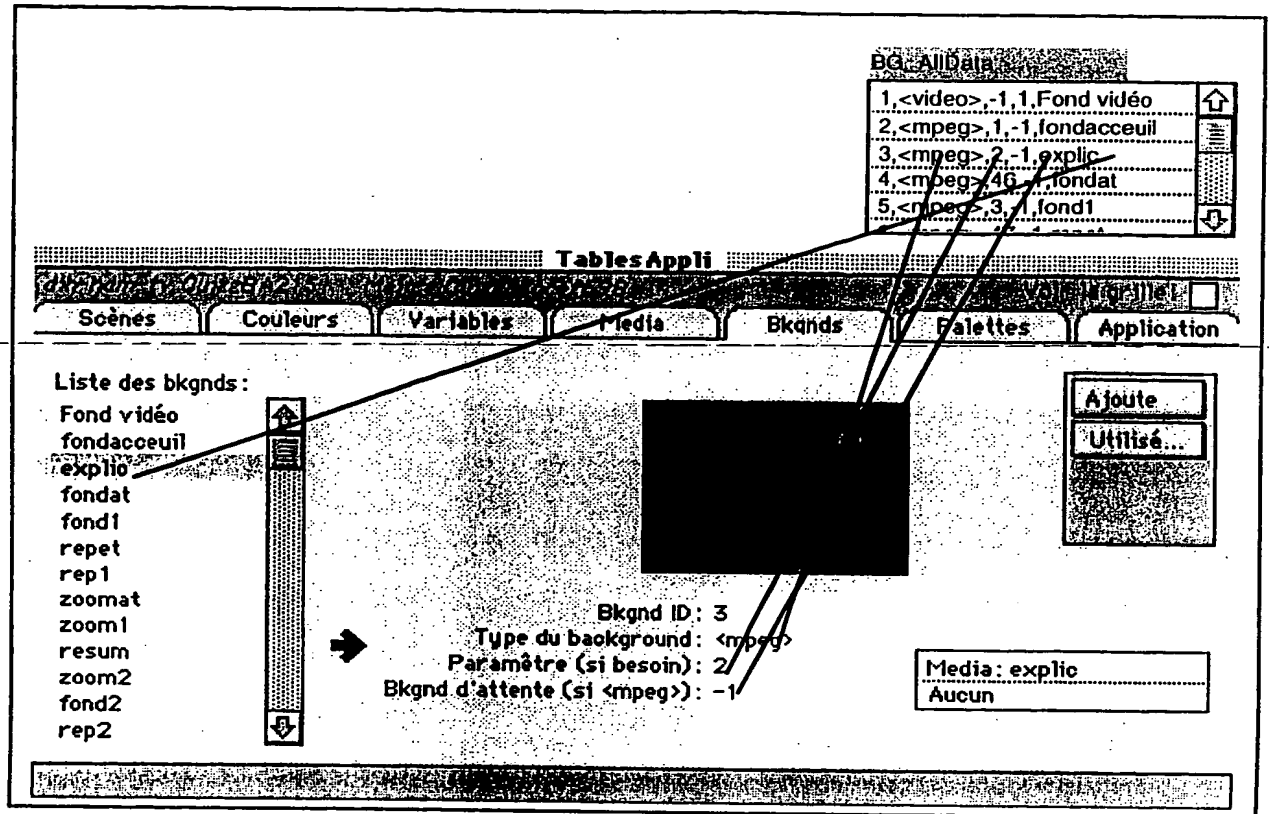 BG_AllData
1,<video>,-1,1,Fond vidéo
2,<mpeg>,1,-1,fondacceuil
3,<mpeg>,2,-1,explic
4,<mpeg>,46,-1,fondat
5,<mpeg>,3,-1,fond1
TablesAppli
Scènes
Couleurs
Variables
Media
Bkgnds
Palettes
Application
Liste des bkgnds:
Fond vidéo
fondacceuil
explic
fondat
fond1
repet
rep1
zoomat
zoom1
resum
zoom2
fond2
rep2
Bkgnd ID: 3
Type du background: <mpeg>
Paramètre (si besoin): 2
Bkgnd d'attente (si <mpeg>): -1
Ajoute
Utilisé...
Media: explic
Aucun